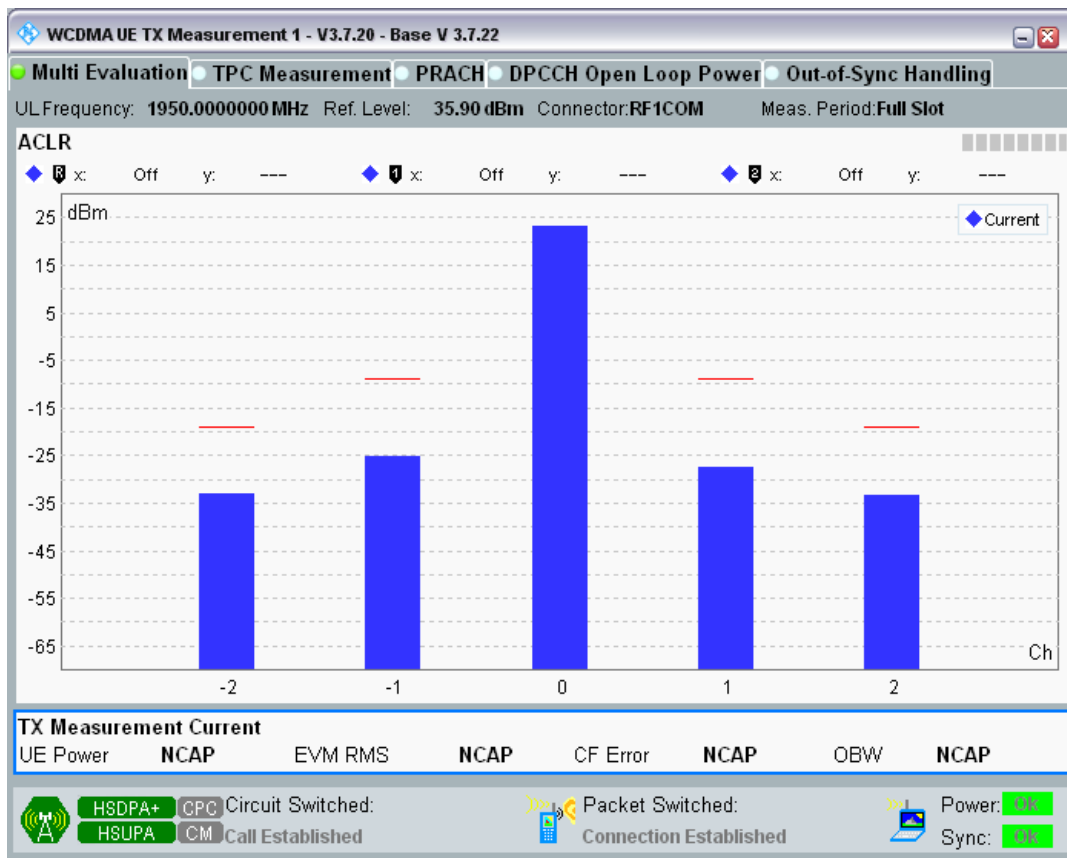 WCDMA UE TX Measurement 1 - V3.7.20 - Base V 3.7.22
Multi Evaluation TPC Measurement PRACH DPCCH Open Loop Power Out-of-Sync Handling
UL Frequency: 1950.0000000 MHz Ref. Level: 35.90 dBm Connector:RF1COM Meas. Period:Full Slot
ACLR
R x: Off y: --- 1 x: Off y: --- 2 x: Off y: ---
dBm
Current
25
15
5
-5
-15
-25
-35
-45
-55
-65
Ch
-2 -1 0 1 2
TX Measurement Current
UE Power NCAP EVM RMS NCAP CF Error NCAP OBW NCAP
HSDPA+ CPC Circuit Switched: Packet Switched: Power: Ok
HSUPA CM Call Established Connection Established Sync: Ok